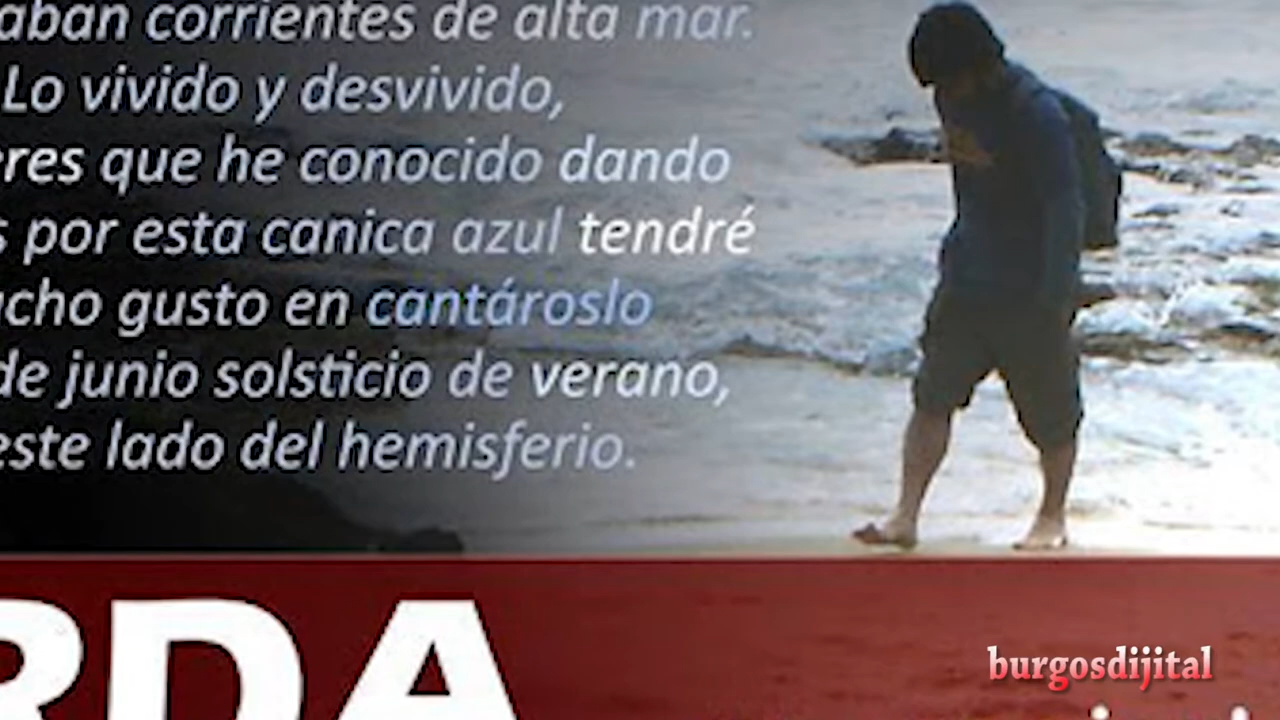 aban corrientes de alta mar.
Lo vivido y desvivido,
eres que he conocido dando
s por esta canica azul tendré
ucho gusto en cantároslo
de junio solsticio de verano,
este lado del hemisferio.
RDA
burgosdijital